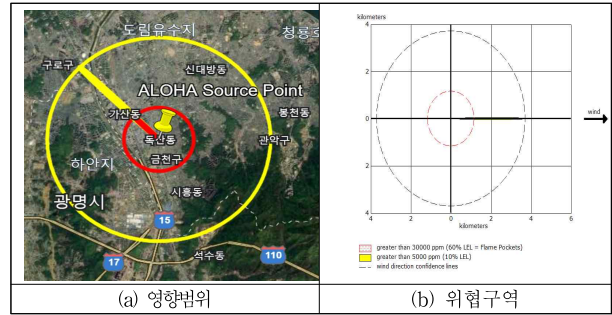 도림유수지
청룡
구로구
신대방동
ALOHA Source Point
가산동
봉천동
독산동
관악구
금천구
하안지
광명시
시흥동
15
석수동
17
110
(a) 영향범위
kilometers
4
2
0
2
4
4
2
0
2
4
6
kilometers
wind
greater than 30000 ppm (60% LEL = Flame Pockets)
greater than 5000 ppm (10% LEL)
wind direction confidence lines
(b) 위협구역